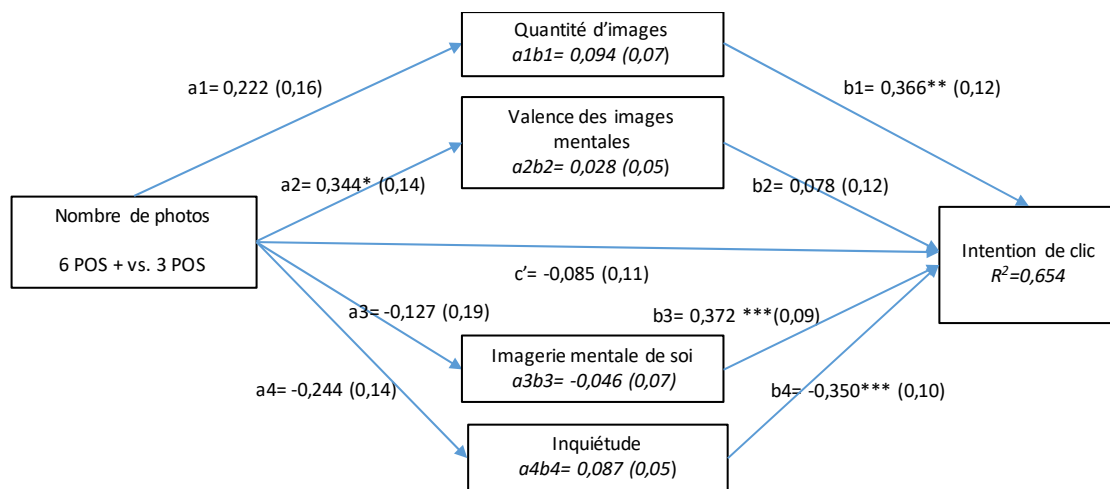 Quantité d'images
a1b1= 0,094 (0,07)
a1= 0,222 (0,16)
b1= 0,366** (0,12)
Valence des images
mentales
a2b2= 0,028 (0,05)
a2= 0,344* (0,14)
b2= 0,078 (0,12)
Nombre de photos
6 POS + vs. 3 POS
Intention de clic
R²=0,654
c'= -0,085 (0,11)
a3= -0,127 (0,19)
b3= 0,372 ***(0,09)
Imagerie mentale de soi
a3b3= -0,046 (0,07)
a4= -0,244 (0,14)
b4= -0,350*** (0,10)
Inquiétude
a4b4= 0,087 (0,05)